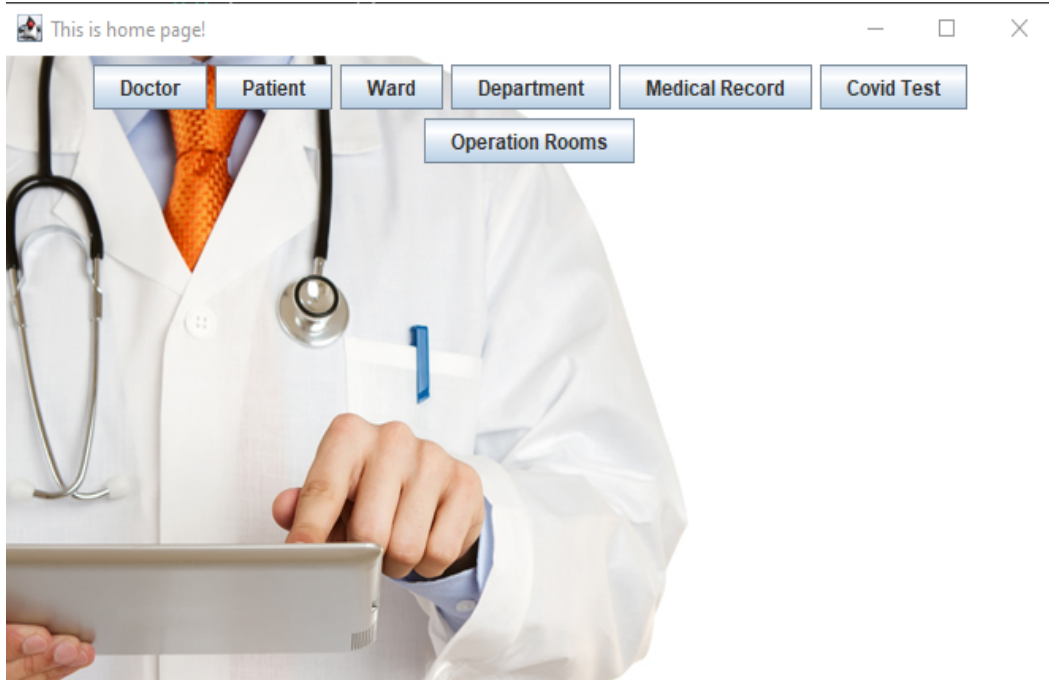 This is home page!
Doctor Patient Ward Department Medical Record Covid Test
Operation Rooms